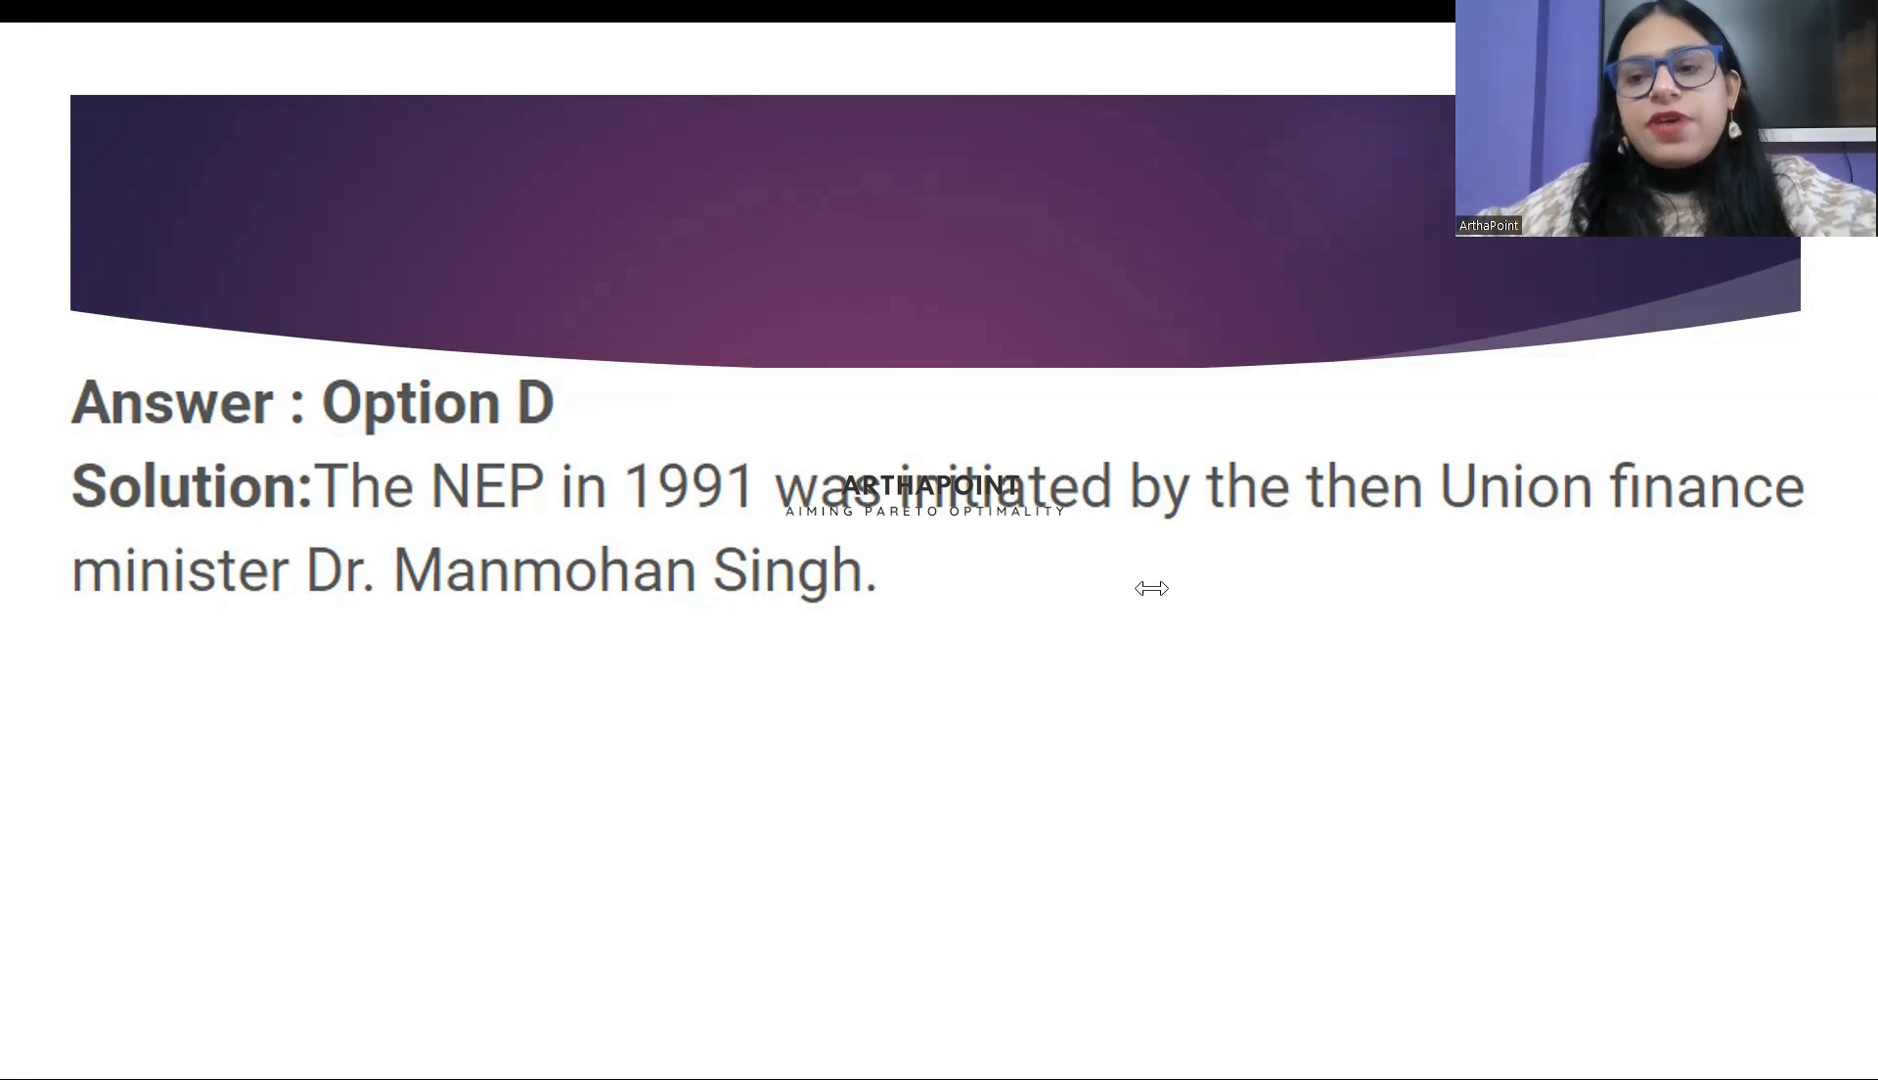 ArthaPoint
Answer : Option D
Solution:The NEP in 1991 was initiated by the then Union finance
ARTHAPOINT
AIMING PARETO OPTIMALITY
minister Dr. Manmohan Singh.